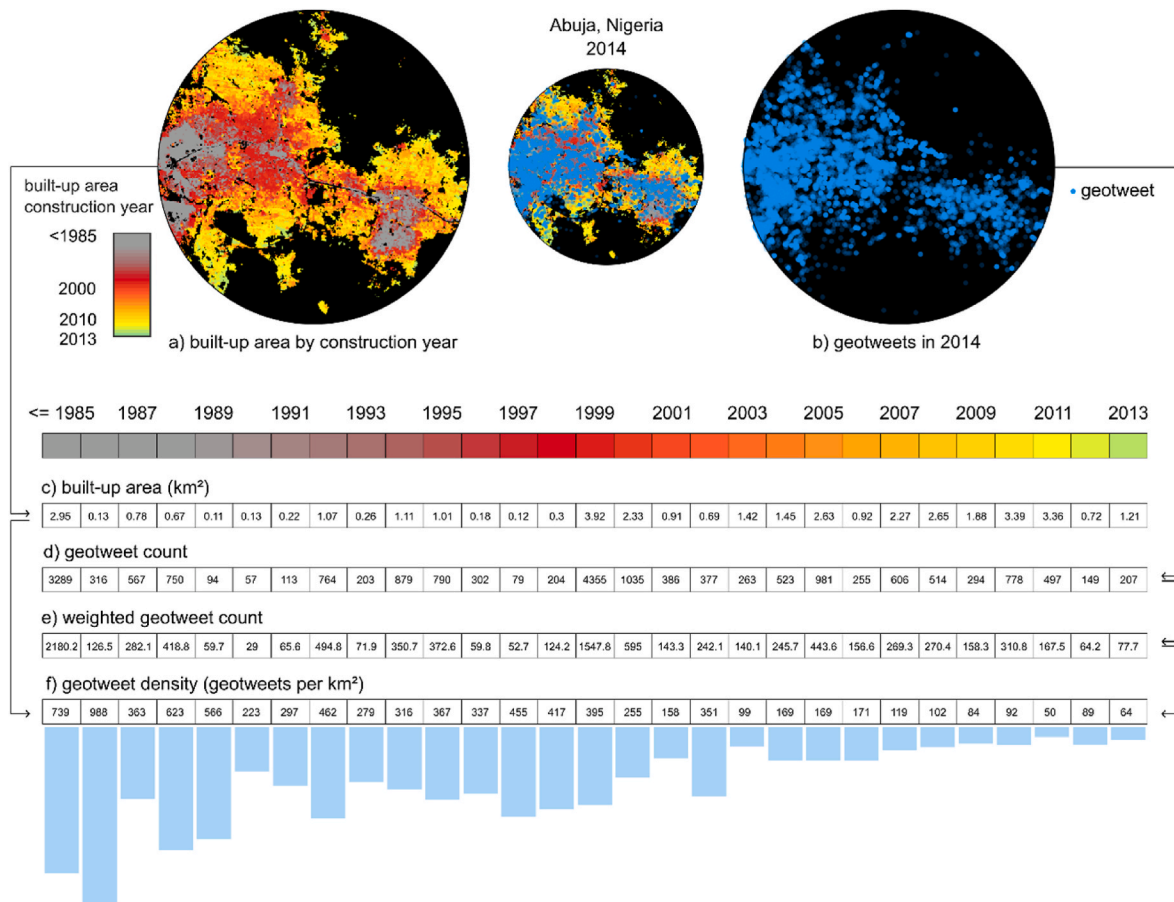 Abuja, Nigeria
2014
built-up area
construction year
<1985
2000
2010
2013
geotweet
a) built-up area by construction year
b) geotweets in 2014
<= 1985 1987 1989 1991 1993 1995 1997 1999 2001 2003 2005 2007 2009 2011 2013
c) built-up area (km²)
2.95 0.13 0.78 0.67 0.11 0.13 0.22 1.07 0.26 1.11 1.01 0.18 0.12 0.3 3.92 2.33 0.91 0.69 1.42 1.45 2.63 0.92 2.27 2.65 1.88 3.39 3.36 0.72 1.21
d) geotweet count
3289 316 567 750 94 57 113 764 203 879 790 302 79 204 4355 1035 386 377 263 523 981 255 606 514 294 778 497 149 207
e) weighted geotweet count
2180.2 126.5 282.1 418.8 59.7 29 65.6 494.8 71.9 350.7 372.6 59.8 52.7 124.2 1547.8 595 143.3 242.1 140.1 245.7 443.6 156.6 269.3 270.4 158.3 310.8 167.5 64.2 77.7
f) geotweet density (geotweets per km²)
739 988 363 623 566 223 297 462 279 316 367 337 455 417 395 255 158 351 99 169 169 171 119 102 84 92 50 89 64